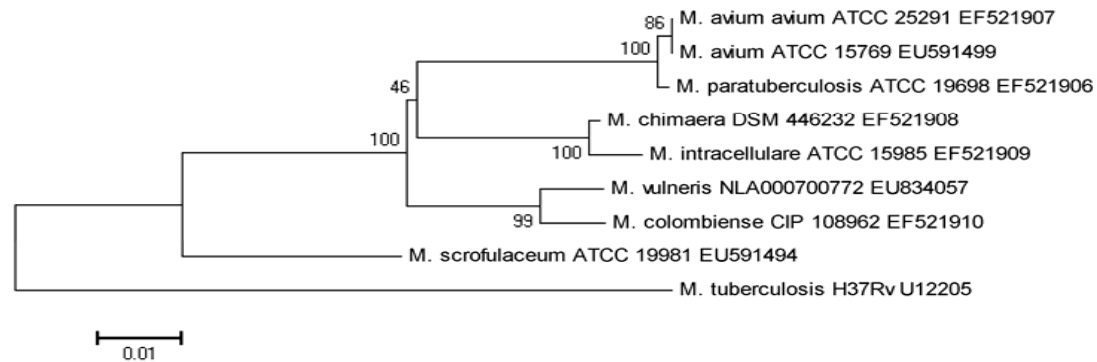 M. avium avium ATCC 25291 EF521907
86
M. avium ATCC 15769 EU591499
100
M. paratuberculosis ATCC 19698 EF521906
46
M. chimaera DSM 446232 EF521908
100
100
M. intracellulare ATCC 15985 EF521909
M. vulneris NLA000700772 EU834057
99
M. colombiense CIP 108962 EF521910
M. scrofulaceum ATCC 19981 EU591494
M. tuberculosis H37Rv U12205
0.01